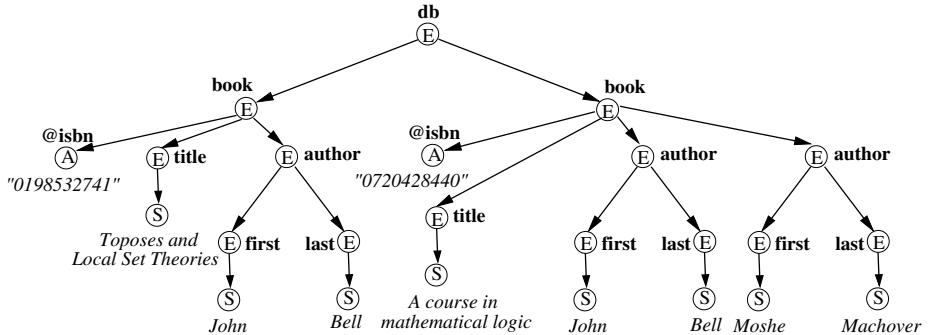 db
E
book
E
book
E
@isbn
A
"0198532741"
E title
S
Toposes and
Local Set Theories
E author
E first
S
John
last E
S
Bell
@isbn
A
"0720428440"
E title
S
A course in
mathematical logic
E author
E first
S
John
last E
S
Bell
E author
E first
S
Moshe
last E
S
Machover